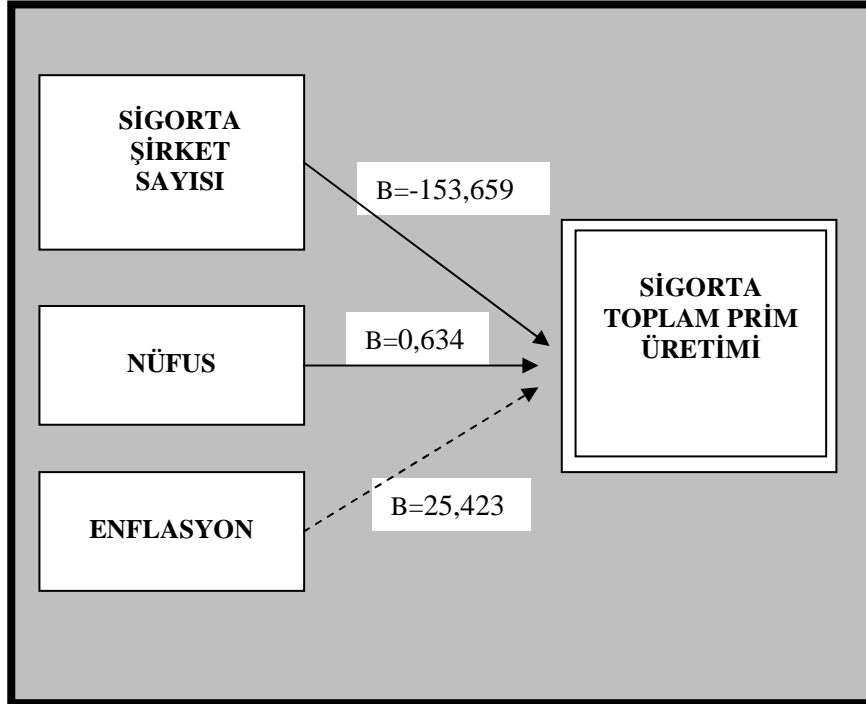 SİGORTA
ŞİRKET
SAYISI
B=-153,659
SİGORTA
TOPLAM PRİM
ÜRETİMİ
NÜFUS
B=0,634
ENFLASYON
B=25,423